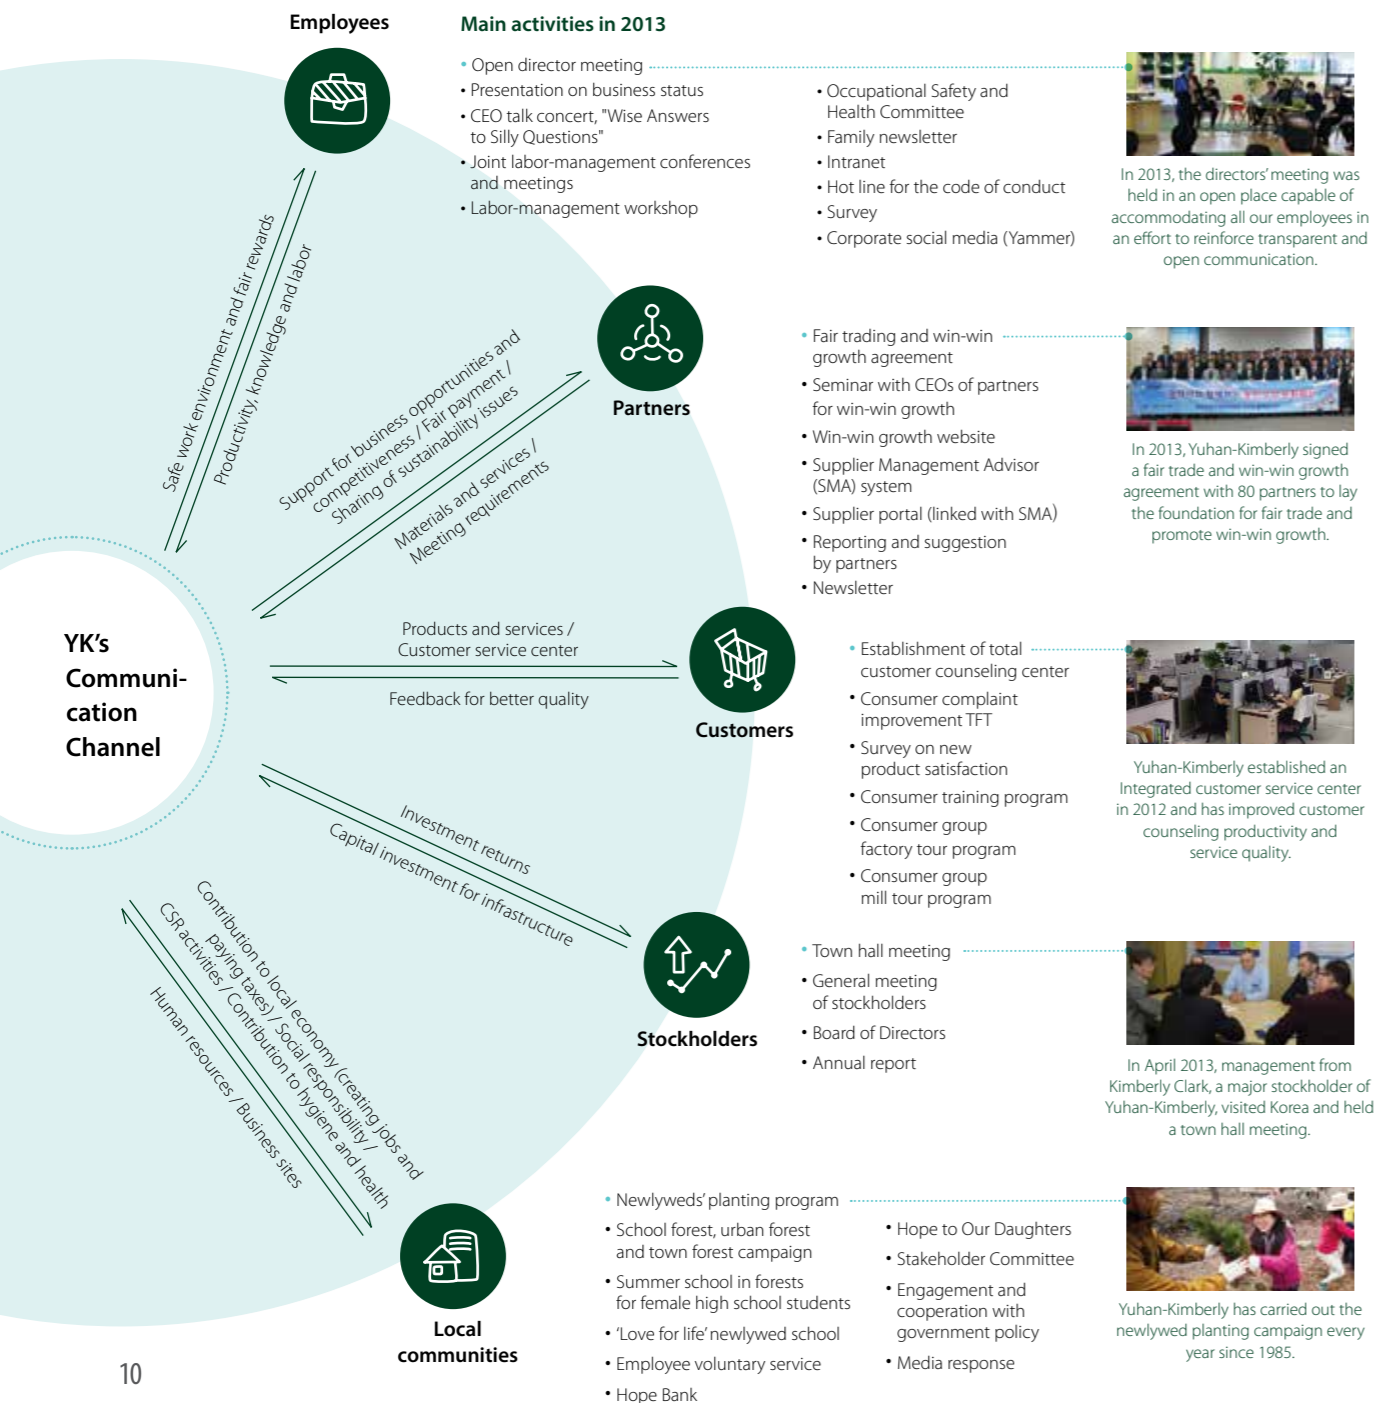 Employees
Main activities in 2013
• Open director meeting
• Presentation on business status
• CEO talk concert, "Wise Answers
to Silly Questions"
• Joint labor-management conferences
and meetings
• Labor-management workshop
• Occupational Safety and
Health Committee
• Family newsletter
• Intranet
• Hot line for the code of conduct
• Survey
• Corporate social media (Yammer)
In 2013, the directors' meeting was
held in an open place capable of
accommodating all our employees in
an effort to reinforce transparent and
open communication.
Safe work environment and fair rewards
Productivity, knowledge and labor
Partners
Support for business opportunities and
competitiveness / Fair payment /
Sharing of sustainability issues
Materials and services /
Meeting requirements
• Fair trading and win-win
growth agreement
• Seminar with CEOs of partners
for win-win growth
• Win-win growth website
• Supplier Management Advisor
(SMA) system
• Supplier portal (linked with SMA)
• Reporting and suggestion
by partners
• Newsletter
In 2013, Yuhan-Kimberly signed
a fair trade and win-win growth
agreement with 80 partners to lay
the foundation for fair trade and
promote win-win growth.
YK's
Communi-
cation
Channel
Products and services /
Customer service center
Feedback for better quality
Customers
• Establishment of total
customer counseling center
• Consumer complaint
improvement TFT
• Survey on new
product satisfaction
• Consumer training program
• Consumer group
factory tour program
• Consumer group
mill tour program
Yuhan-Kimberly established an
Integrated customer service center
in 2012 and has improved customer
counseling productivity and
service quality.
Investment returns
Capital investment for infrastructure
Stockholders
• Town hall meeting
• General meeting
of stockholders
• Board of Directors
• Annual report
In April 2013, management from
Kimberly Clark, a major stockholder of
Yuhan-Kimberly, visited Korea and held
a town hall meeting.
Contribution to local economy (creating jobs and
paying taxes) / Social responsibility /
CSR activities / Contribution to hygiene and health
Human resources / Business sites
Local
communities
• Newlyweds' planting program
• School forest, urban forest
and town forest campaign
• Summer school in forests
for female high school students
• 'Love for life' newlywed school
• Employee voluntary service
• Hope Bank
• Hope to Our Daughters
• Stakeholder Committee
• Engagement and
cooperation with
government policy
• Media response
Yuhan-Kimberly has carried out the
newlywed planting campaign every
year since 1985.
10